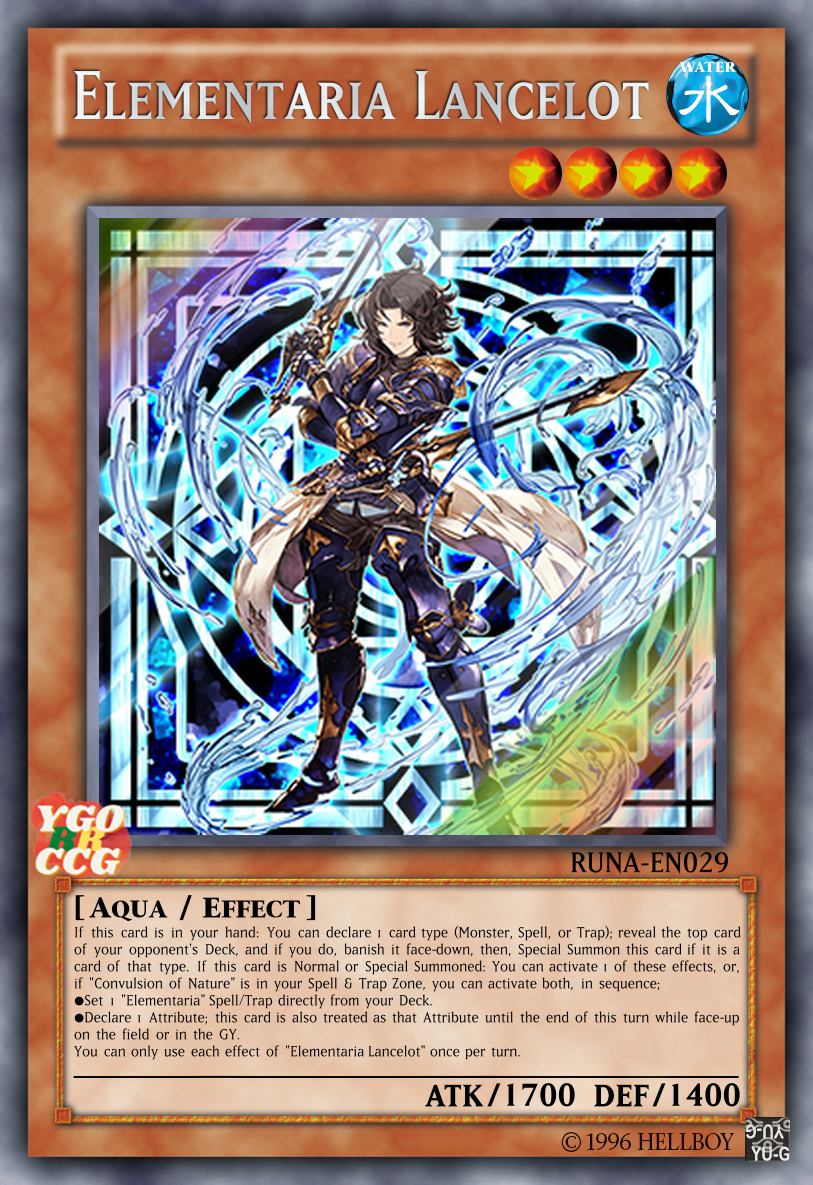 ELEMENTARIA LANCELOT
WATER
水
YGO
BR
CCG
RUNA-EN029
[ AQUA / EFFECT ]
If this card is in your hand: You can declare 1 card type (Monster, Spell, or Trap); reveal the top card
of your opponent's Deck, and if you do, banish it face-down, then, Special Summon this card if it is a
card of that type. If this card is Normal or Special Summoned: You can activate 1 of these effects, or,
if "Convulsion of Nature" is in your Spell & Trap Zone, you can activate both, in sequence;
●Set 1 "Elementaria" Spell/Trap directly from your Deck.
●Declare 1 Attribute; this card is also treated as that Attribute until the end of this turn while face-up
on the field or in the GY.
You can only use each effect of "Elementaria Lancelot" once per turn.
ATK/1700 DEF/1400
© 1996 HELLBOY
YU-G
YU-G